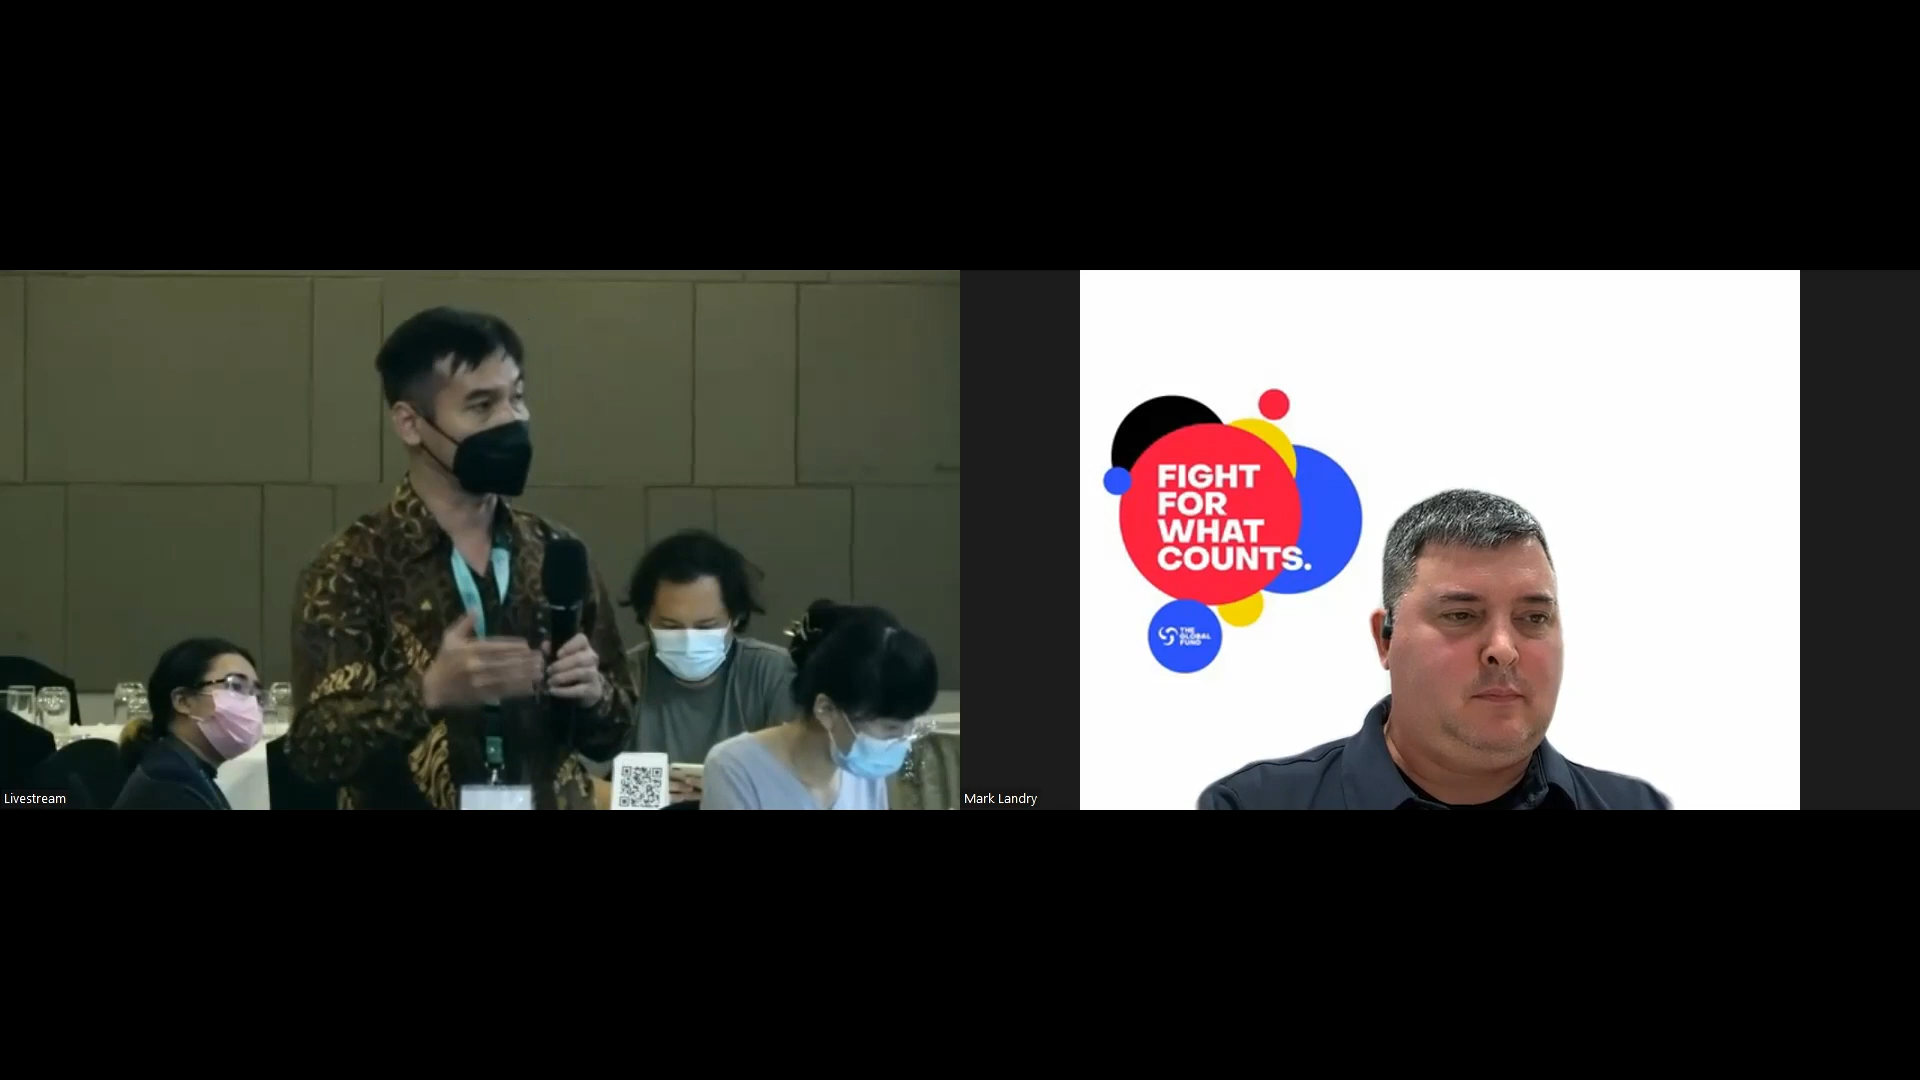 FIGHT
FOR
WHAT
COUNTS.
THE
GLOBAL
FUND
Livestream
Mark Landry